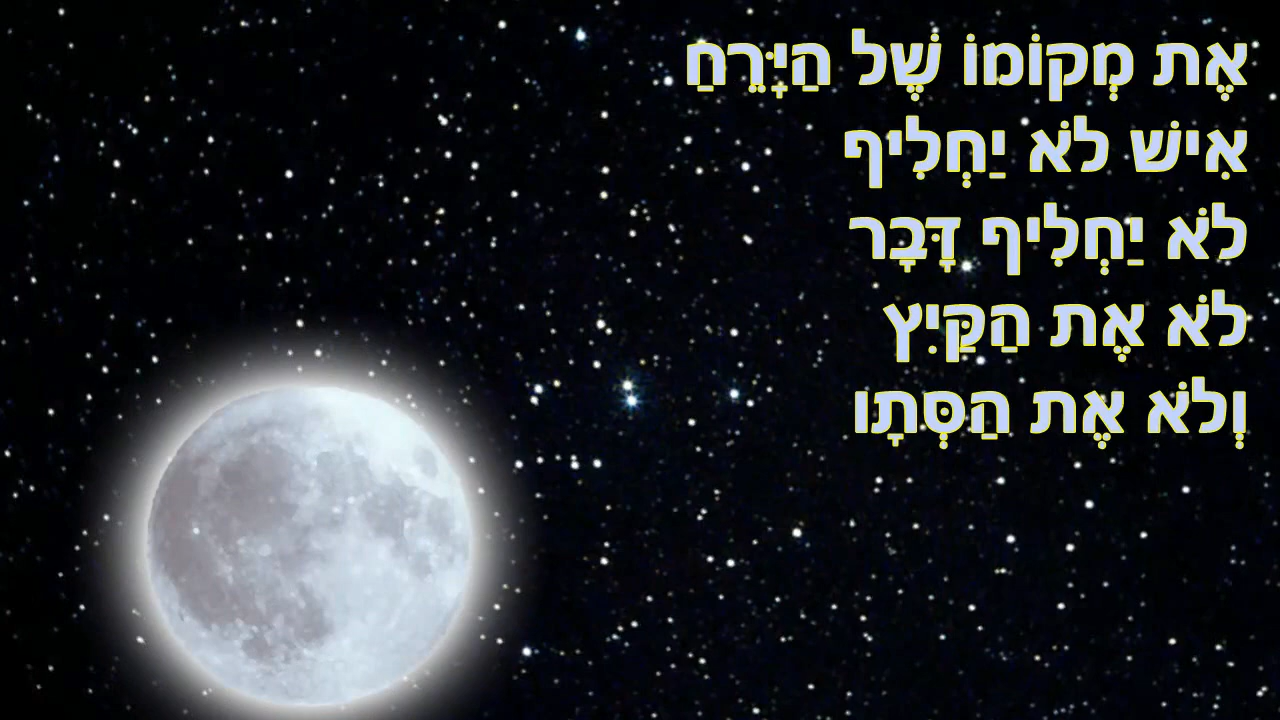 אֶת מְקוֹמוֹ שֶׁל הַיָּרֵחַ
אִישׁ לֹא יַחְלִיף
לֹא יַחְלִיף דָּבָר
לֹא אֶת הַקַּיִץ
וְלֹא אֶת הַסְּתָו